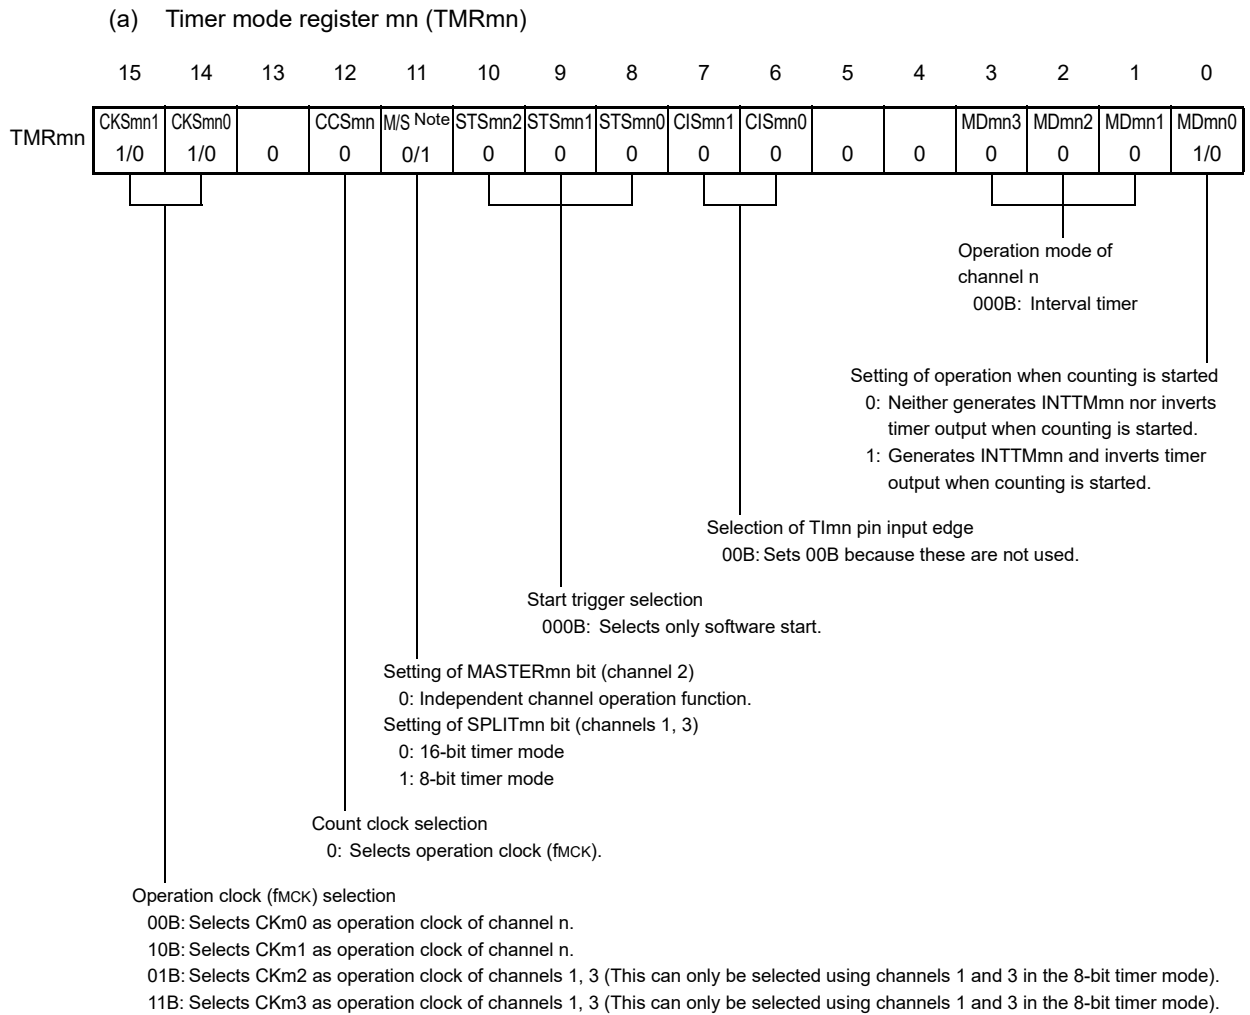 (a) Timer mode register mn (TMRmn)
15 14 13 12 11 10 9 8 7 6 5 4 3 2 1 0
TMRmn
CKSmn1 CKSmn0 CCSmn M/S Note STSmn2 STSmn1 STSmn0 CISmn1 CISmn0 MDmn3 MDmn2 MDmn1 MDmn0
1/0 1/0 0 0 0/1 0 0 0 0 0 0 0 0 0 0 1/0
Operation mode of
channel n
000B: Interval timer
Setting of operation when counting is started
0: Neither generates INTTMmn nor inverts
timer output when counting is started.
1: Generates INTTMmn and inverts timer
output when counting is started.
Selection of TImn pin input edge
00B: Sets 00B because these are not used.
Start trigger selection
000B: Selects only software start.
Setting of MASTERmn bit (channel 2)
0: Independent channel operation function.
Setting of SPLITmn bit (channels 1, 3)
0: 16-bit timer mode
1: 8-bit timer mode
Count clock selection
0: Selects operation clock (fMCK).
Operation clock (fMCK) selection
00B: Selects CKm0 as operation clock of channel n.
10B: Selects CKm1 as operation clock of channel n.
01B: Selects CKm2 as operation clock of channels 1, 3 (This can only be selected using channels 1 and 3 in the 8-bit timer mode).
11B: Selects CKm3 as operation clock of channels 1, 3 (This can only be selected using channels 1 and 3 in the 8-bit timer mode).